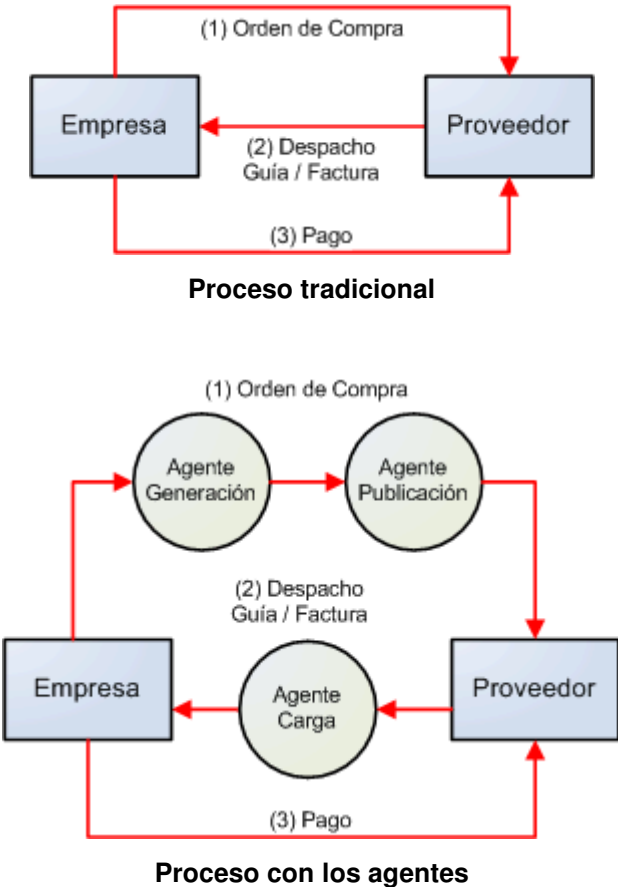 (1) Orden de Compra
Empresa
Proveedor
(2) Despacho
Guía / Factura
(3) Pago
Proceso tradicional
(1) Orden de Compra
Agente
Generación
Agente
Publicación
(2) Despacho
Guía / Factura
Empresa
Agente
Carga
Proveedor
(3) Pago
Proceso con los agentes